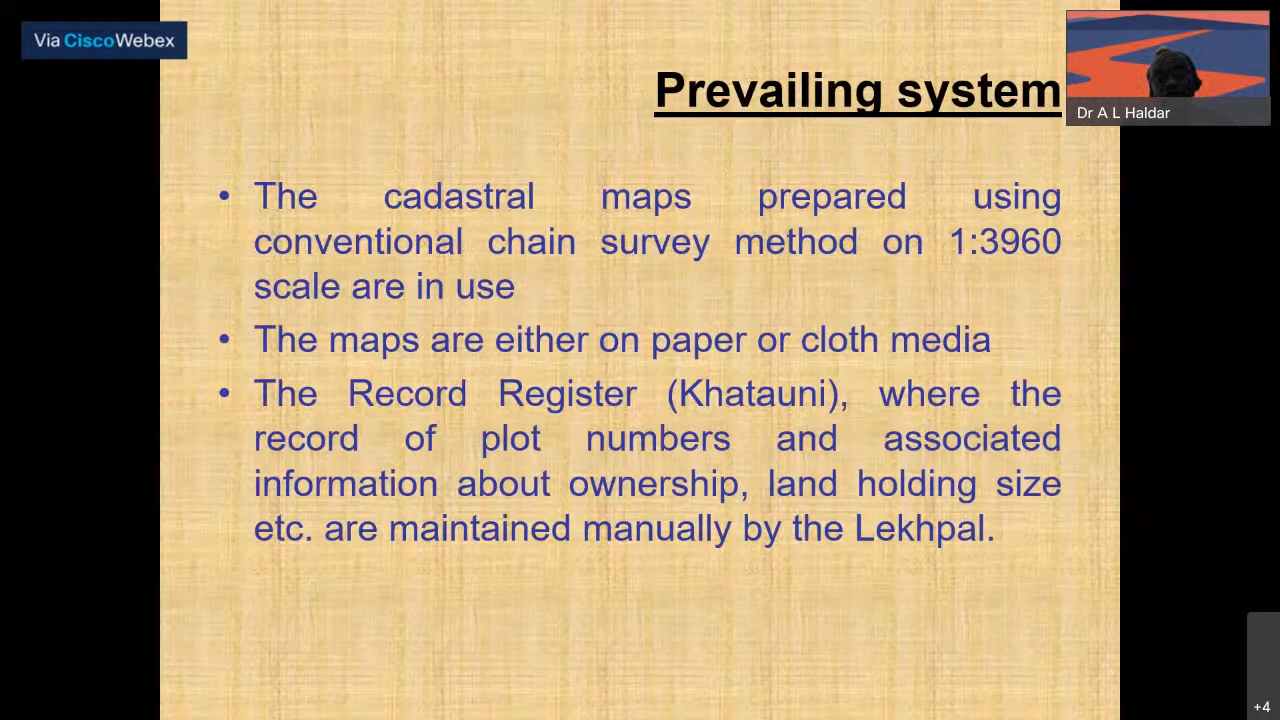 Via Cisco Webex
Prevailing system
Dr A L Haldar
• The cadastral maps prepared using
conventional chain survey method on 1:3960
scale are in use
• The maps are either on paper or cloth media
• The Record Register (Khatauni), where the
record of plot numbers and associated
information about ownership, land holding size
etc. are maintained manually by the Lekhpal.
+4